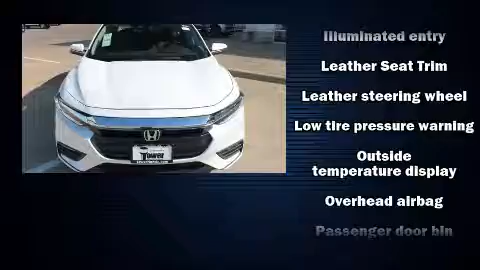 Illuminated entry
Leather Seat Trim
Leather steering wheel
Low tire pressure warning
Outside
temperature display
Overhead airbag
Passenger door bin